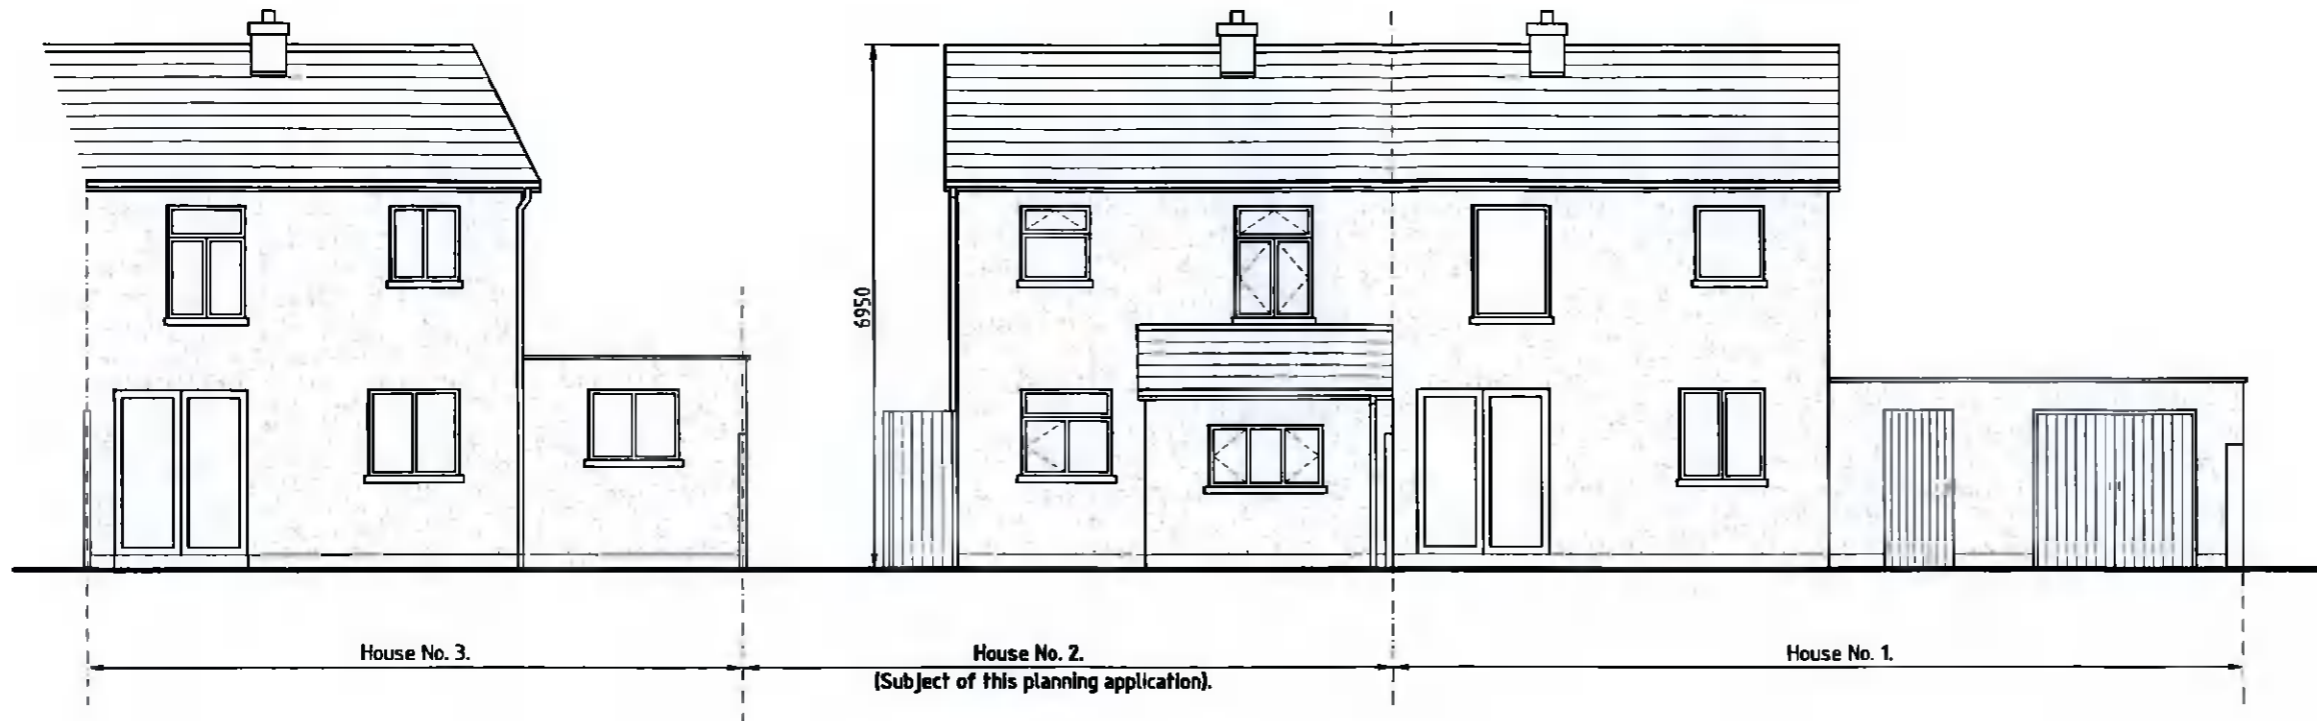 6950
House No. 3.
House No. 2.
(Subject of this planning application).
House No. 1.